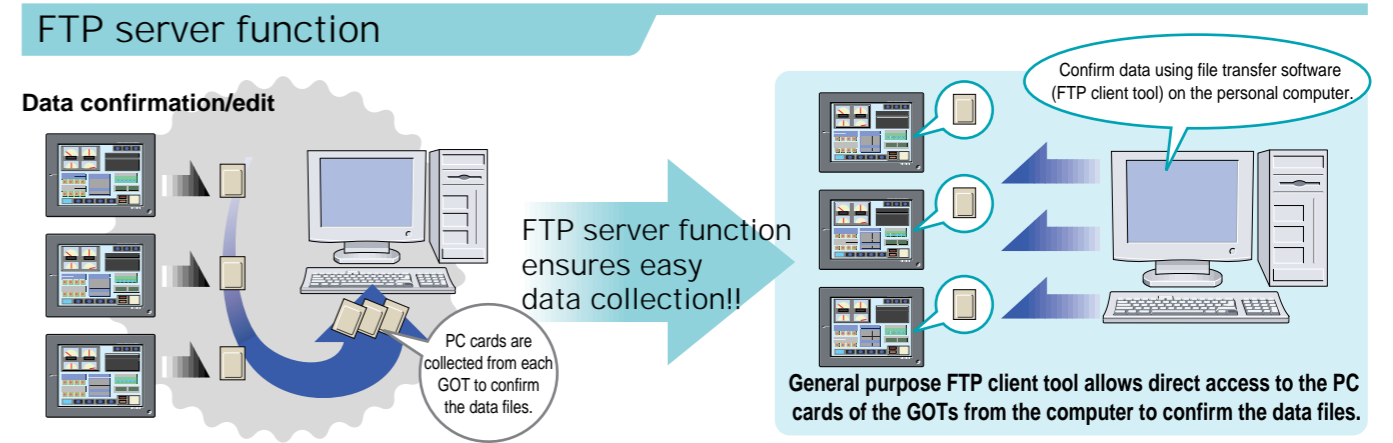 FTP server function
Data confirmation/edit
PC cards are
collected from each
GOT to confirm
the data files.
FTP server function
ensures easy
data collection!!
Confirm data using file transfer software
(FTP client tool) on the personal computer.
General purpose FTP client tool allows direct access to the PC
cards of the GOTs from the computer to confirm the data files.